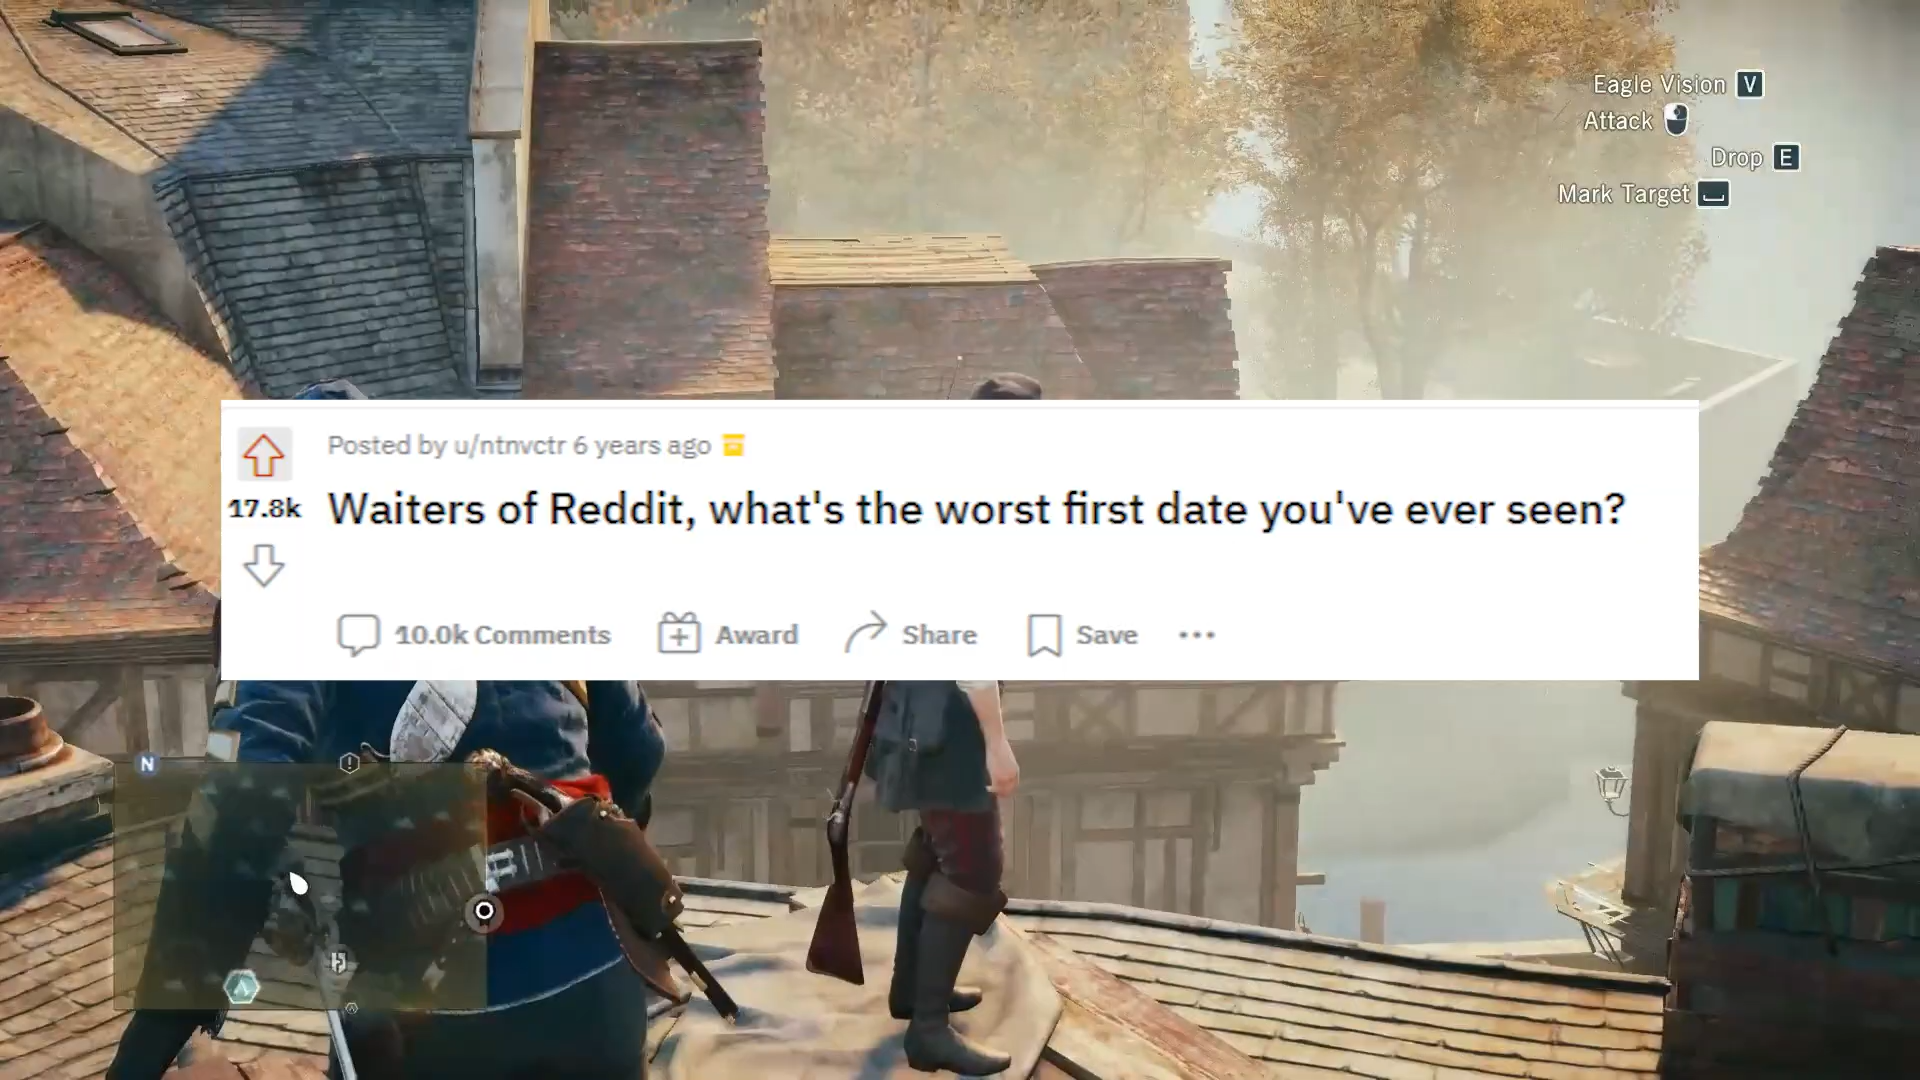 Eagle Vision V
Attack
Drop E
Mark Target
Posted by u/ntnvctr 6 years ago
17.8k
Waiters of Reddit, what's the worst first date you've ever seen?
10.0k Comments Award Share Save
N